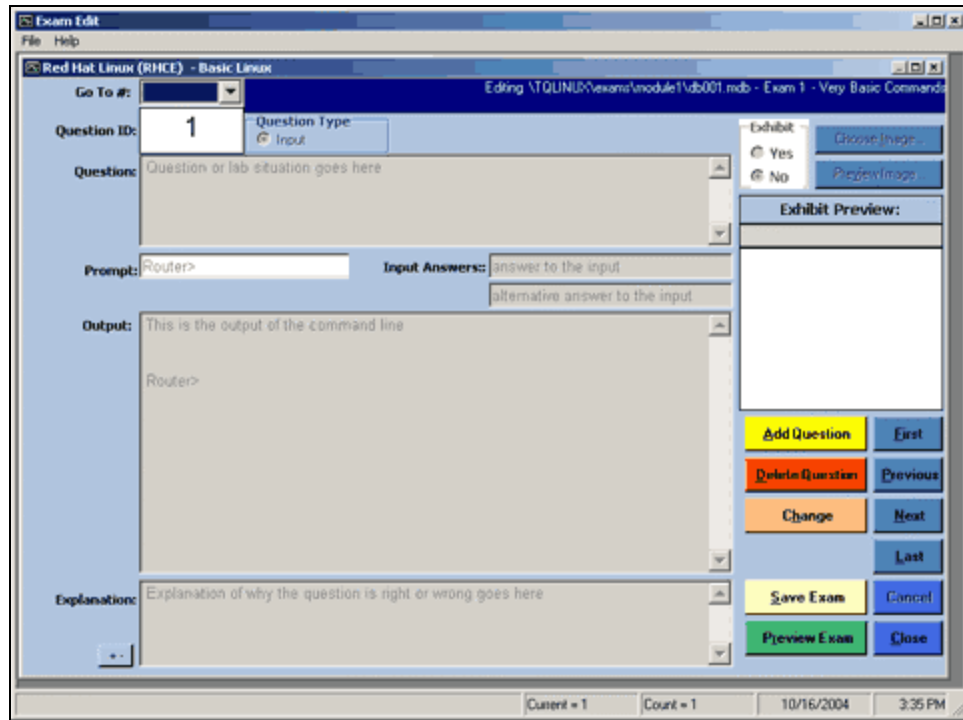 Exam Edit
File Help
Red Hat Linux (RHCE) - Basic Linux
Go To #:
Editing \TQLINUX\exams\module1\db001.mdb - Exam 1 - Very Basic Commands
Question ID:
1
Question Type
Input
Exhibit
Yes
No
Choose Image...
Preview Image...
Question:
Question or lab situation goes here
Exhibit Preview:
Prompt:
Router>
Input Answers::
answer to the input
alternative answer to the input
Output:
This is the output of the command line
Router>
Add Question
First
Delete Question
Previous
Change
Next
Last
Explanation:
Explanation of why the question is right or wrong goes here
+ -
Save Exam
Cancel
Preview Exam
Close
Current = 1
Count = 1
10/16/2004
3:35 PM